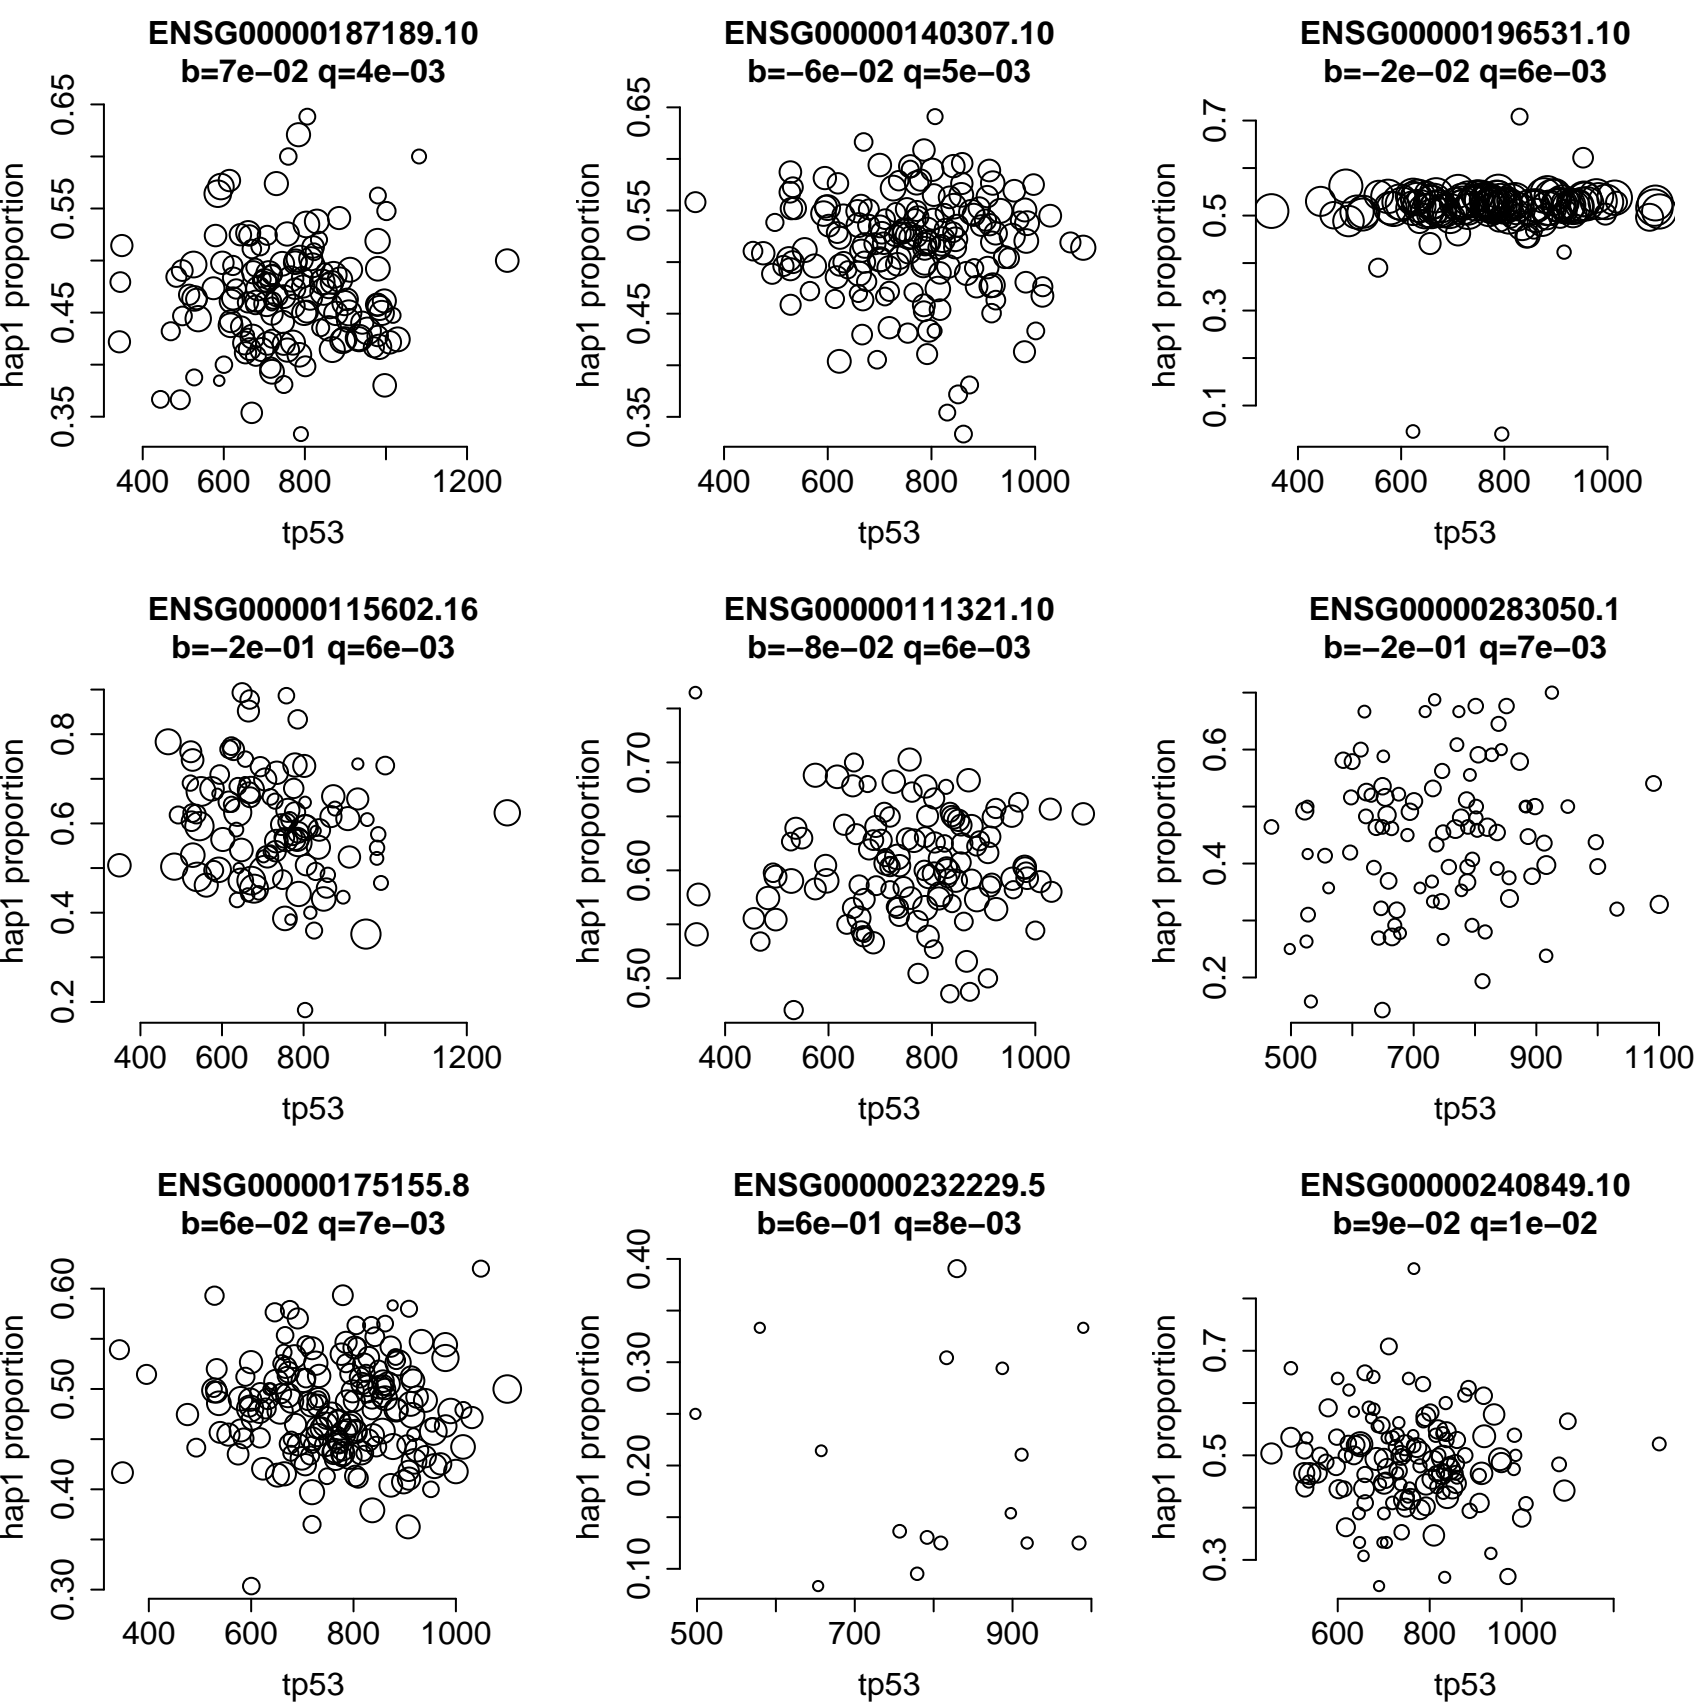 ENSG00000187189.10
b=7e−02 q=4e−03
hap1 proportion
0.35 0.45 0.55 0.65
400 600 800 1200
tp53
ENSG00000140307.10
b=−6e−02 q=5e−03
hap1 proportion
0.35 0.45 0.55 0.65
400 600 800 1000
tp53
ENSG00000196531.10
b=−2e−02 q=6e−03
hap1 proportion
0.1 0.3 0.5 0.7
400 600 800 1000
tp53
ENSG00000115602.16
b=−2e−01 q=6e−03
hap1 proportion
0.2 0.4 0.6 0.8
400 600 800 1200
tp53
ENSG00000111321.10
b=−8e−02 q=6e−03
hap1 proportion
0.50 0.60 0.70
400 600 800 1000
tp53
ENSG00000283050.1
b=−2e−01 q=7e−03
hap1 proportion
0.2 0.4 0.6
500 700 900 1100
tp53
ENSG00000175155.8
b=6e−02 q=7e−03
hap1 proportion
0.30 0.40 0.50 0.60
400 600 800 1000
tp53
ENSG00000232229.5
b=6e−01 q=8e−03
hap1 proportion
0.10 0.20 0.30 0.40
500 700 900
tp53
ENSG00000240849.10
b=9e−02 q=1e−02
hap1 proportion
0.3 0.5 0.7
600 800 1000
tp53